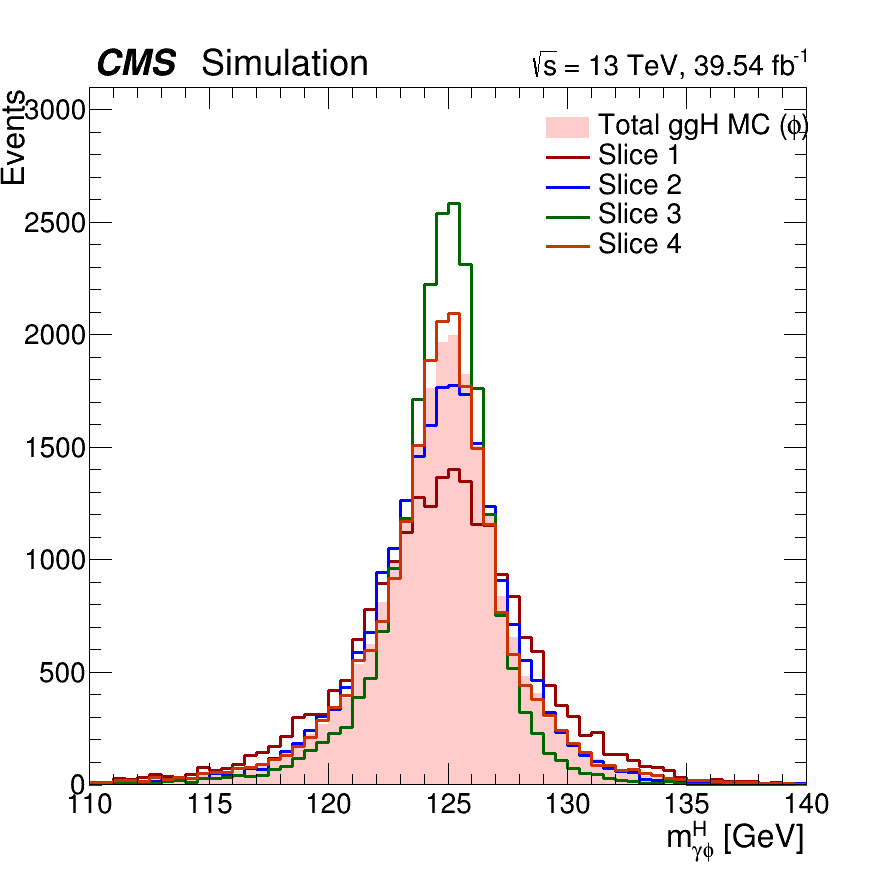 CMS Simulation
√s = 13 TeV, 39.54 fb⁻¹
Events
3000
2500
2000
1500
1000
500
0
Total ggH MC (ϕ)
Slice 1
Slice 2
Slice 3
Slice 4
110 115 120 125 130 135 140
m^H_γϕ [GeV]